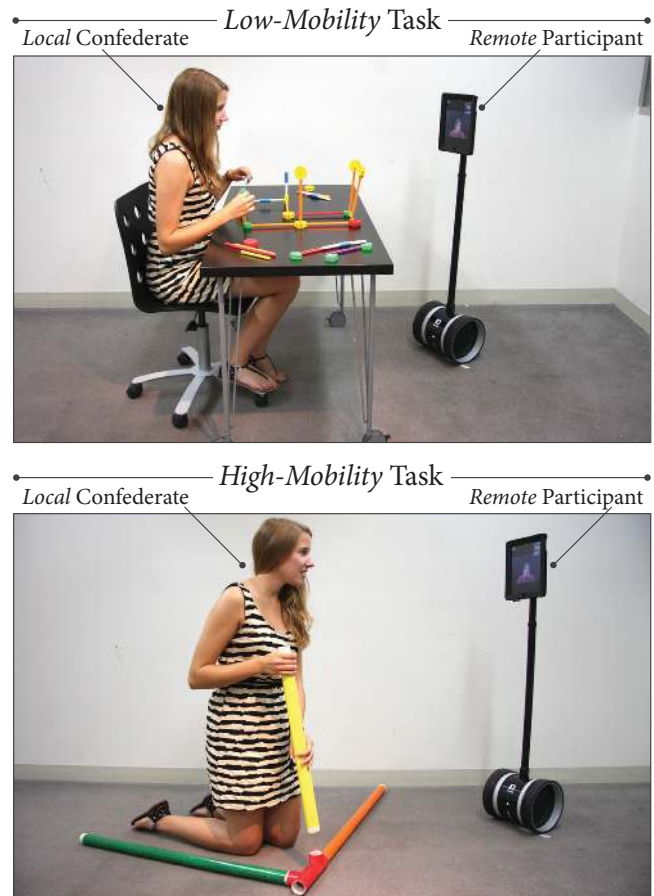 Low-Mobility Task
Local Confederate
Remote Participant
High-Mobility Task
Local Confederate
Remote Participant